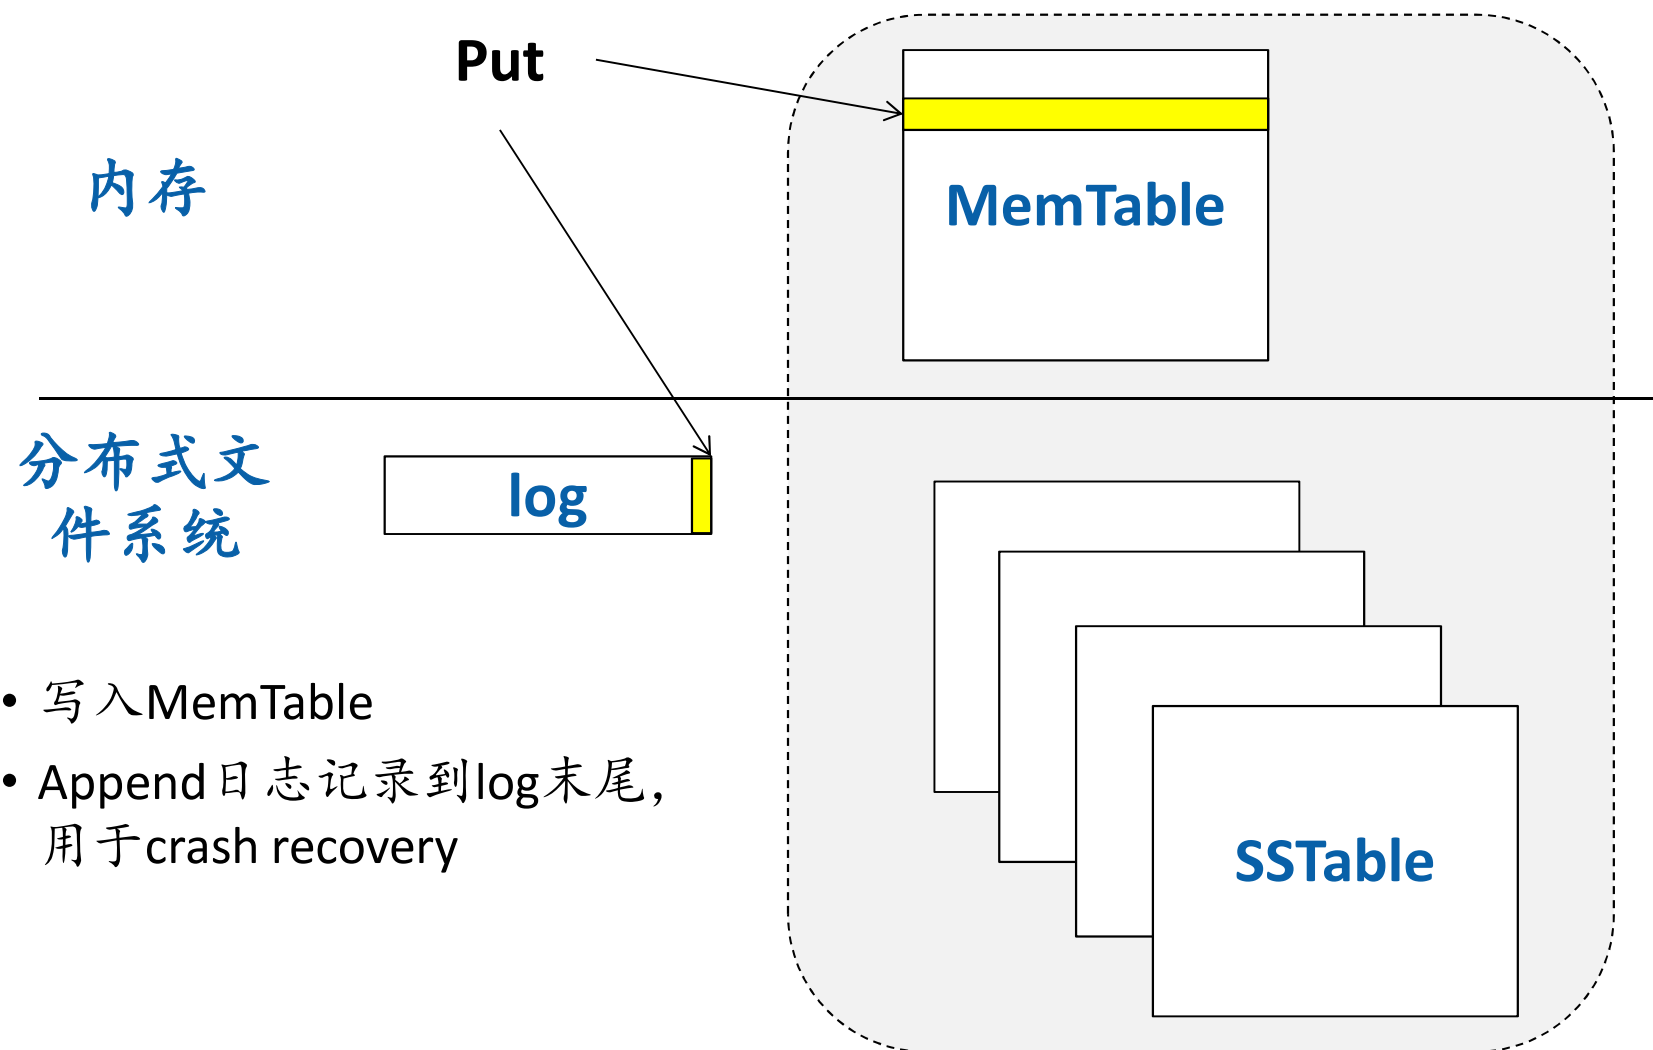 Put
内存
MemTable
分布式文
件系统
log
• 写入MemTable
• Append日志记录到log末尾，
用于crash recovery
SSTable